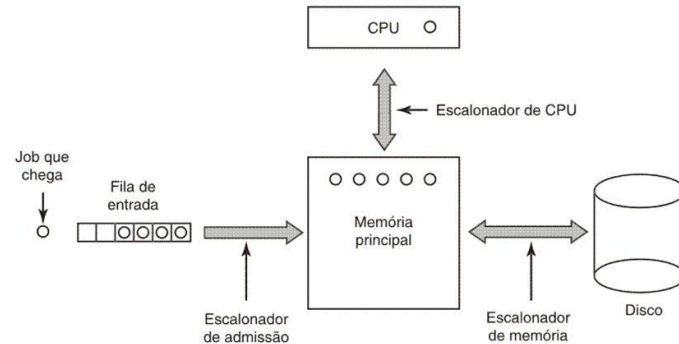 CPU
Escalonador de CPU
Job que
chega
Fila de
entrada
Memória
principal
Escalonador
de admissão
Escalonador
de memória
Disco